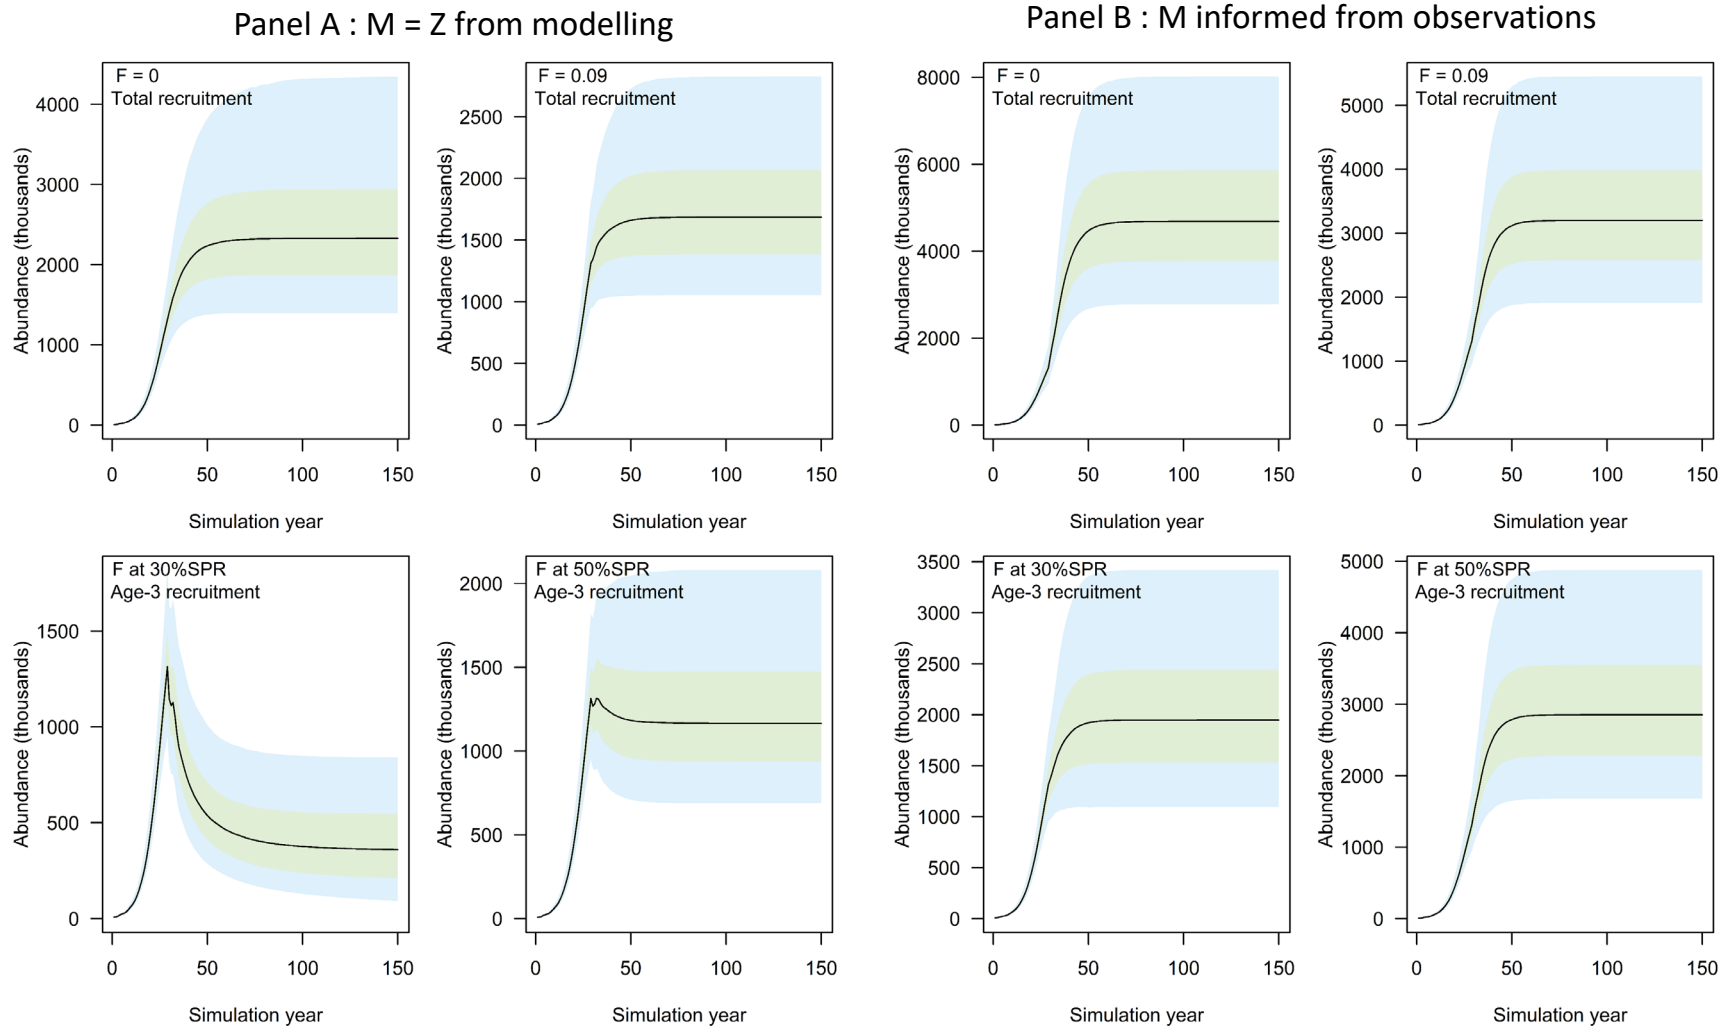 Panel A : M = Z from modelling
Panel B : M informed from observations
F = 0
Total recruitment
Abundance (thousands)
4000
3000
2000
1000
0
0 50 100 150
Simulation year
F = 0.09
Total recruitment
Abundance (thousands)
2500
2000
1500
1000
500
0
0 50 100 150
Simulation year
F = 0
Total recruitment
Abundance (thousands)
8000
6000
4000
2000
0
0 50 100 150
Simulation year
F = 0.09
Total recruitment
Abundance (thousands)
5000
4000
3000
2000
1000
0
0 50 100 150
Simulation year
F at 30%SPR
Age-3 recruitment
Abundance (thousands)
1500
1000
500
0
0 50 100 150
Simulation year
F at 50%SPR
Age-3 recruitment
Abundance (thousands)
2000
1500
1000
500
0
0 50 100 150
Simulation year
F at 30%SPR
Age-3 recruitment
Abundance (thousands)
3500
3000
2500
2000
1500
1000
500
0
0 50 100 150
Simulation year
F at 50%SPR
Age-3 recruitment
Abundance (thousands)
5000
4000
3000
2000
1000
0
0 50 100 150
Simulation year